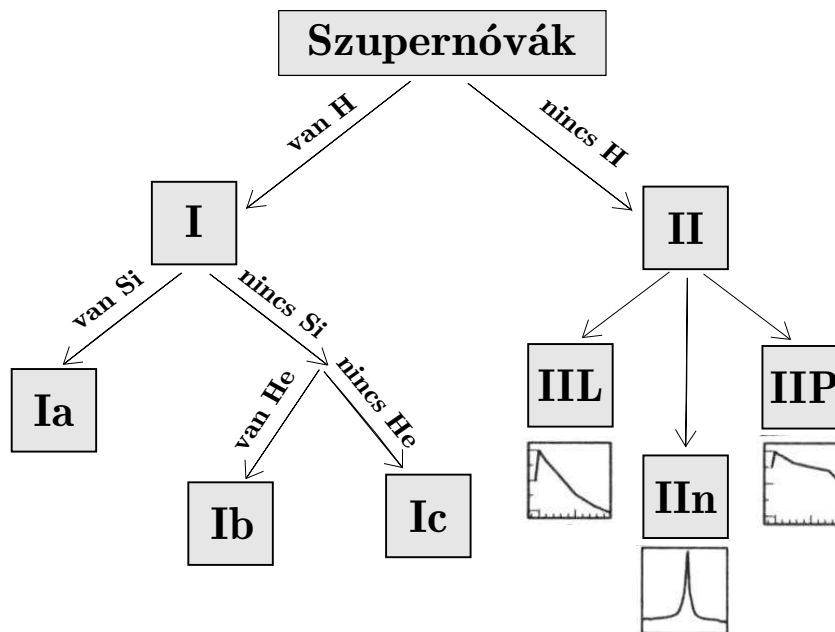 Szupernóvák
van H
nincs H
I
II
van Si
nincs Si
Ia
van He
nincs He
Ib
Ic
IIL
IIP
IIn